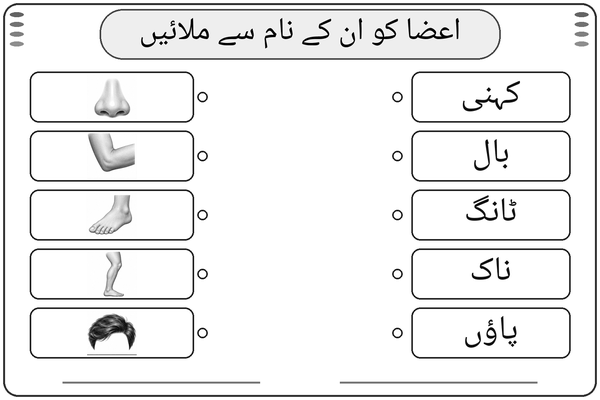 اعضا کو ان کے نام سے ملائیں
کہنی
بال
ٹانگ
ناک
پاؤں